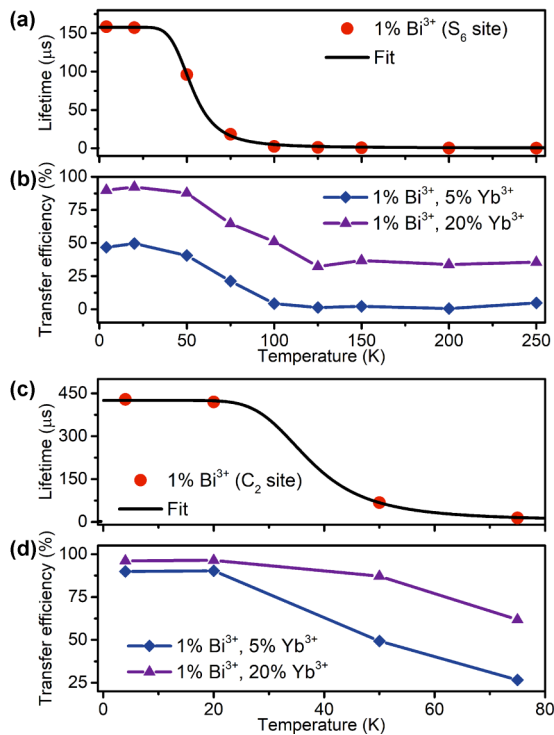 (a)
1% Bi³⁺ (S₆ site)
Fit
Lifetime (µs)
150
100
50
0
(b)
1% Bi³⁺, 5% Yb³⁺
1% Bi³⁺, 20% Yb³⁺
Transfer efficiency (%)
100
75
50
25
0
0 50 100 150 200 250
Temperature (K)
(c)
1% Bi³⁺ (C₂ site)
Fit
Lifetime (µs)
450
300
150
0
(d)
1% Bi³⁺, 5% Yb³⁺
1% Bi³⁺, 20% Yb³⁺
Transfer efficiency (%)
100
75
50
25
0 20 40 60 80
Temperature (K)